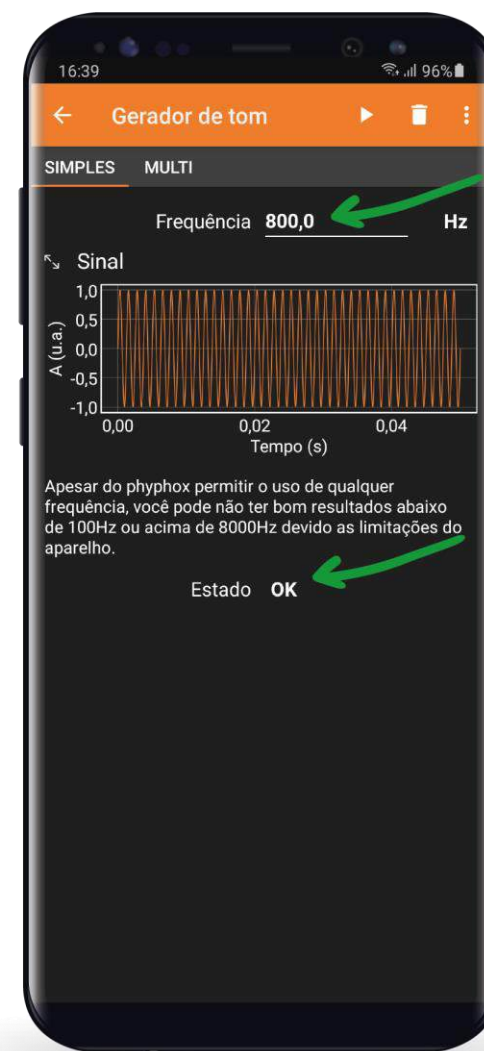 16:39 96%
Gerador de tom
SIMPLES MULTI
Frequência 800,0 Hz
Sinal
1,0
0,5
0,0
-0,5
-1,0
A (u.a.)
0,00 0,02 0,04
Tempo (s)
Apesar do phyphox permitir o uso de qualquer
frequência, você pode não ter bom resultados abaixo
de 100Hz ou acima de 8000Hz devido as limitações do
aparelho.
Estado OK